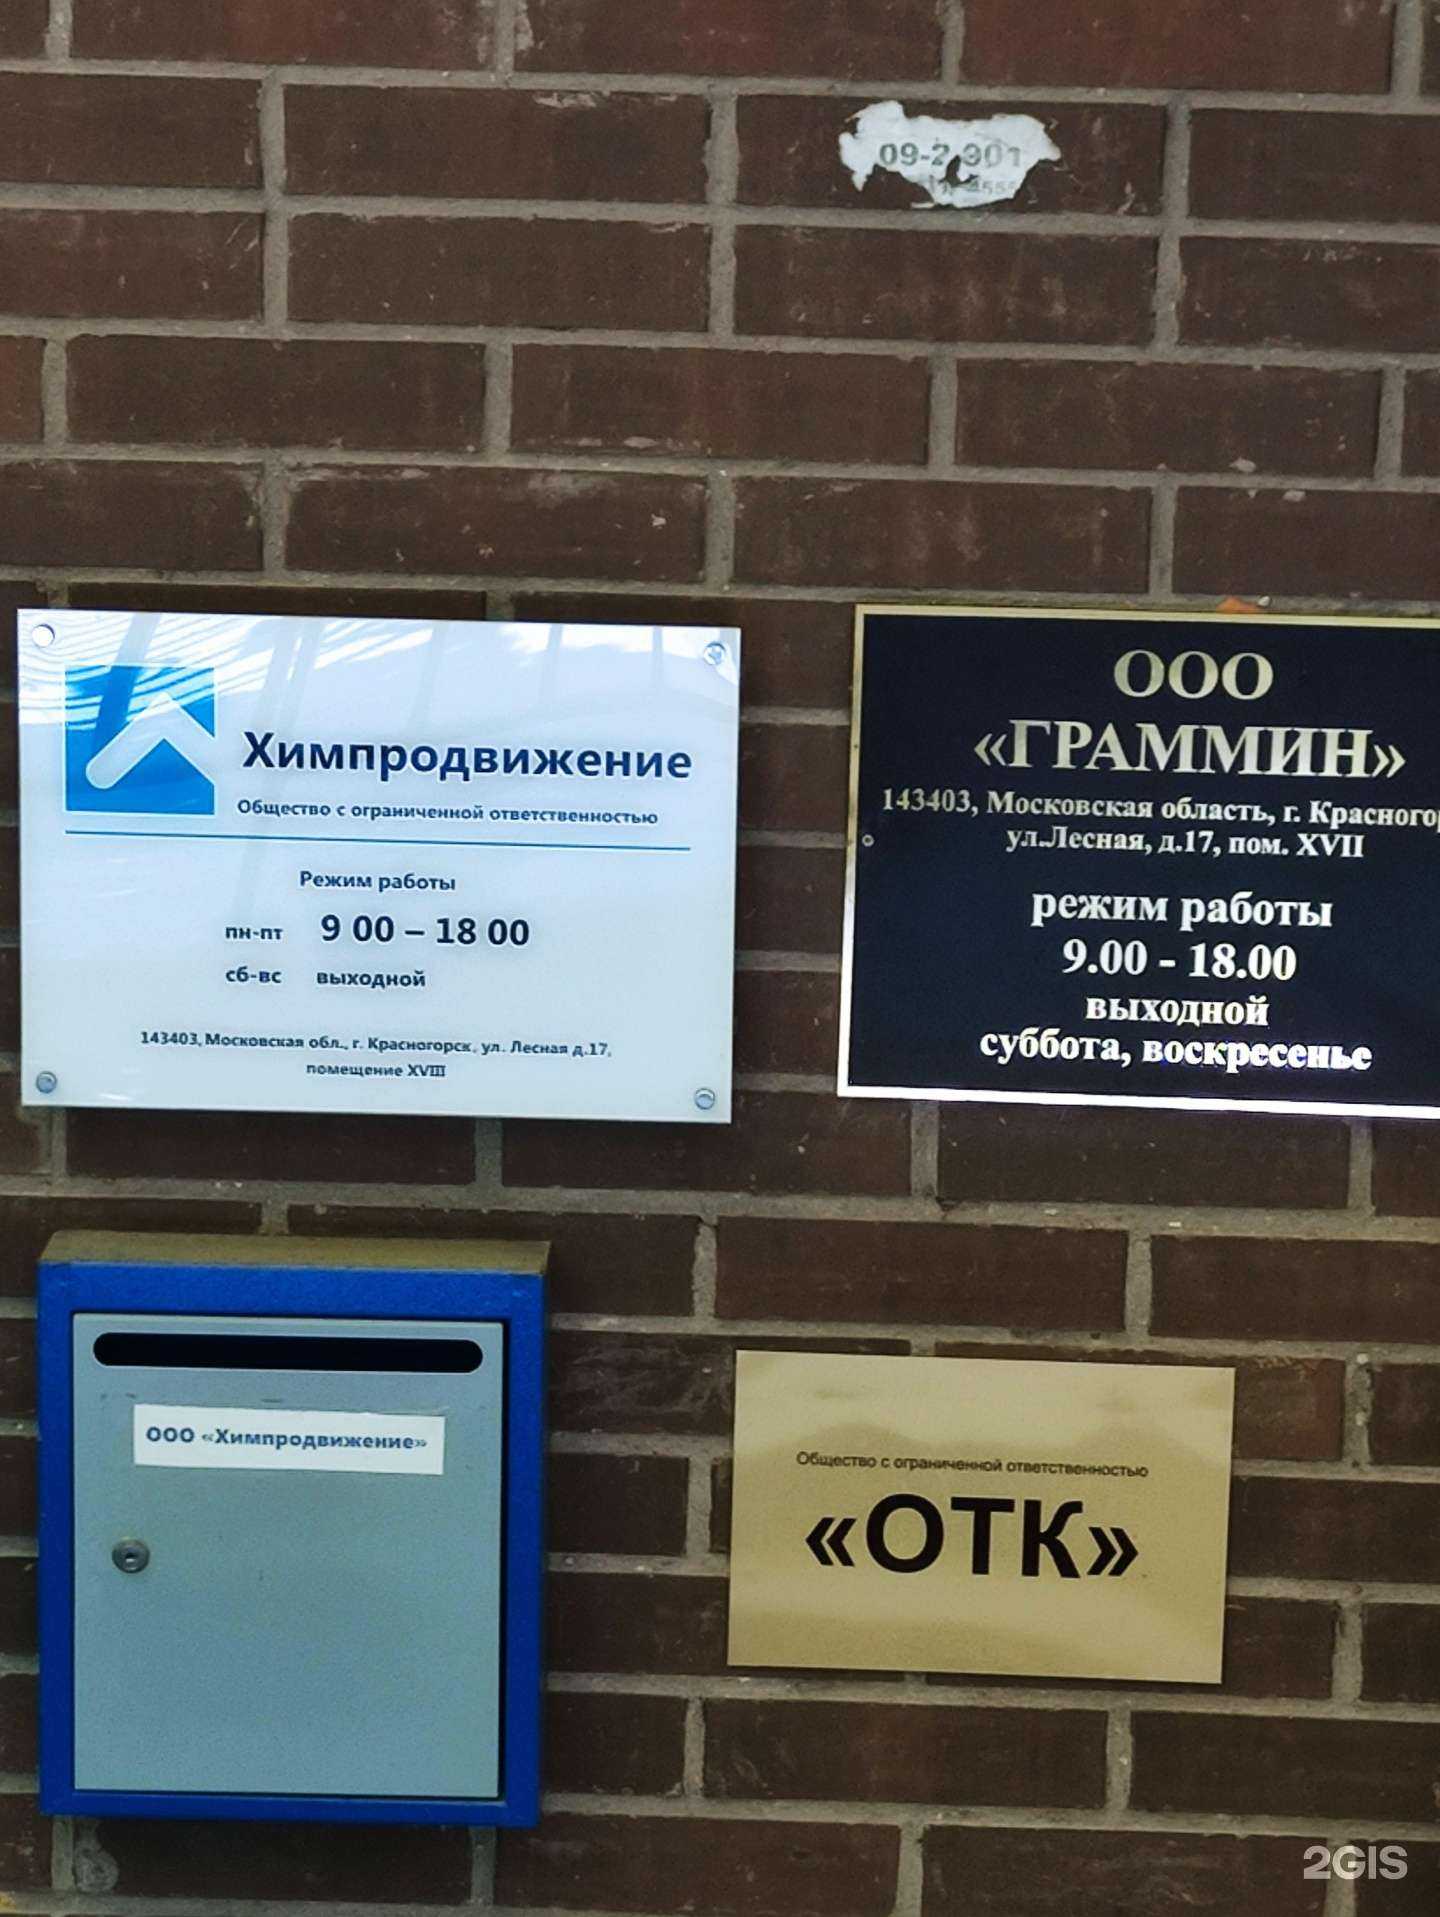 09-2 901
Химпродвижение
Общество с ограниченной ответственностью
Режим работы
пн-пт 9 00 – 18 00
сб-вс выходной
143403, Московская обл., г. Красногорск, ул. Лесная д.17,
помещение XVIII
ООО
«ГРАММИН»
143403, Московская область, г. Красногор
ул.Лесная, д.17, пом. XVII
режим работы
9.00 - 18.00
выходной
суббота, воскресенье
ООО «Химпродвижение»
Общество с ограниченной ответственностью
«ОТК»
2GIS